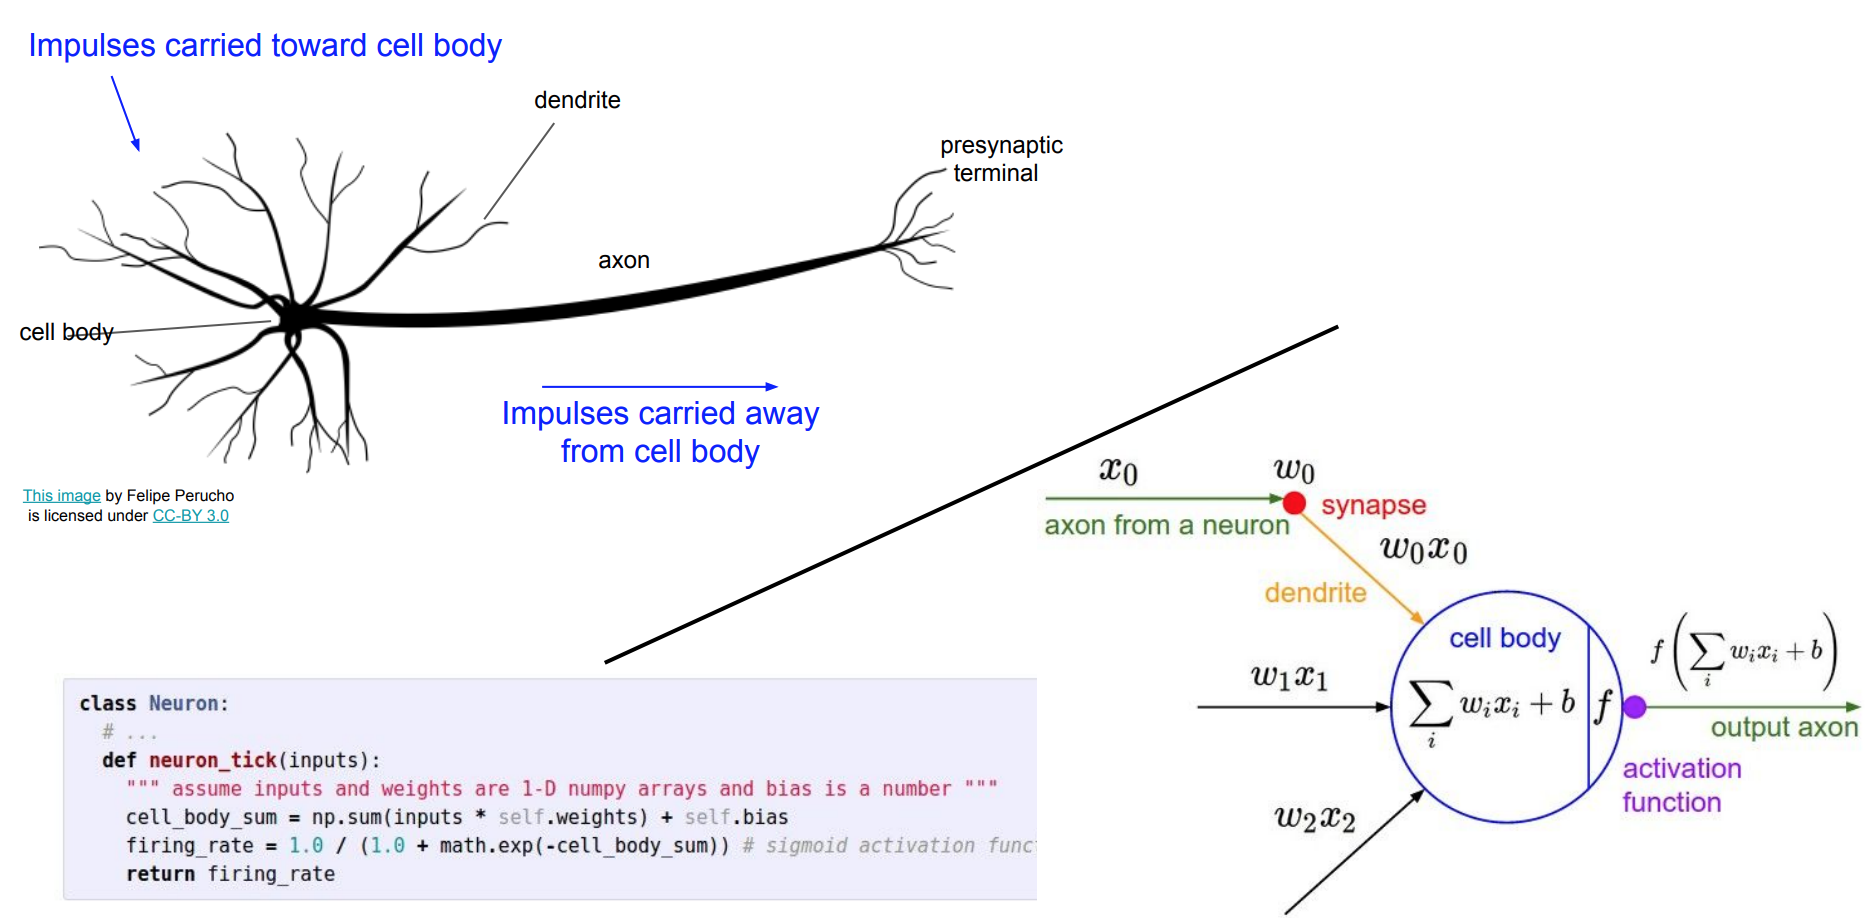 Impulses carried toward cell body
dendrite
presynaptic
terminal
axon
cell body
Impulses carried away
from cell body
This image by Felipe Perucho
is licensed under CC-BY 3.0
x₀
w₀
synapse
axon from a neuron
w₀x₀
dendrite
cell body
f(∑ᵢ wᵢxᵢ + b)
w₁x₁
∑ᵢ wᵢxᵢ + b
f
output axon
activation
function
w₂x₂
class Neuron:
# ...
def neuron_tick(inputs):
""" assume inputs and weights are 1-D numpy arrays and bias is a number """
cell_body_sum = np.sum(inputs * self.weights) + self.bias
firing_rate = 1.0 / (1.0 + math.exp(-cell_body_sum)) # sigmoid activation func
return firing_rate